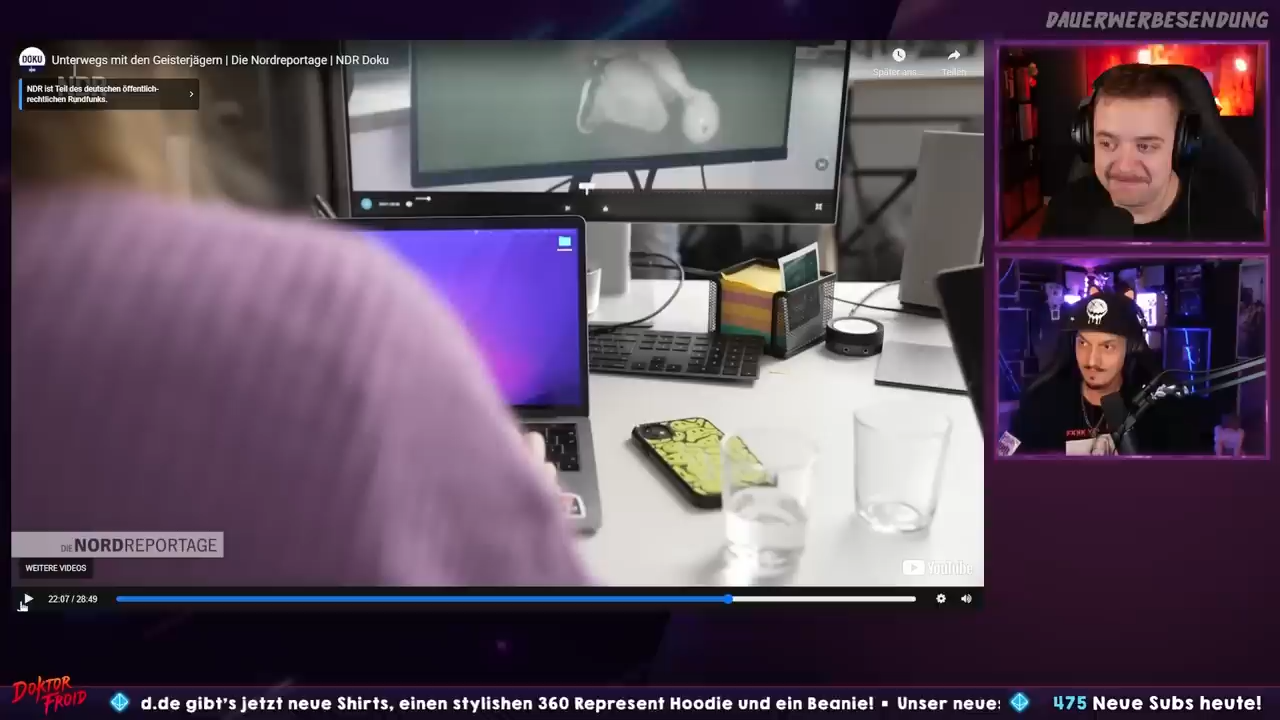 DAUERWERBESENDUNG
DOKU
Unterwegs mit den Geisterjägern | Die Nordreportage | NDR Doku
Später ans...
Teilen
NDR
NDR ist Teil des deutschen öffentlich-
rechtlichen Rundfunks.
DIE NORDREPORTAGE
WEITERE VIDEOS
YouTube
22:07 / 28:49
DOKTOR
FROID
d.de gibt's jetzt neue Shirts, einen stylishen 360 Represent Hoodie und ein Beanie! ▪ Unser neue:
475 Neue Subs heute!